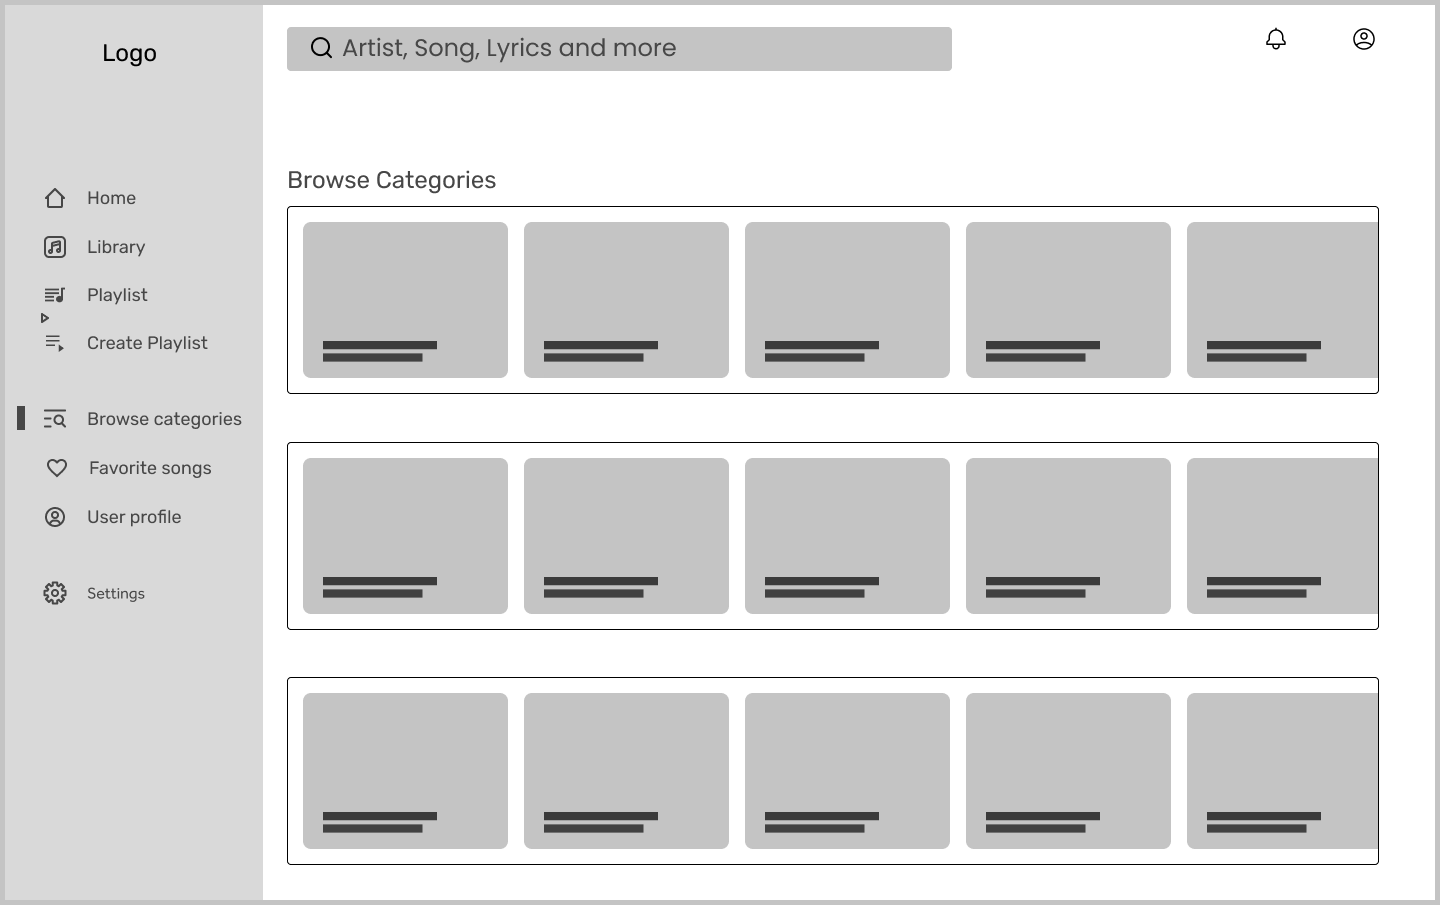 Logo
Artist, Song, Lyrics and more
Home
Library
Playlist
Create Playlist
Browse categories
Favorite songs
User profile
Settings
Browse Categories